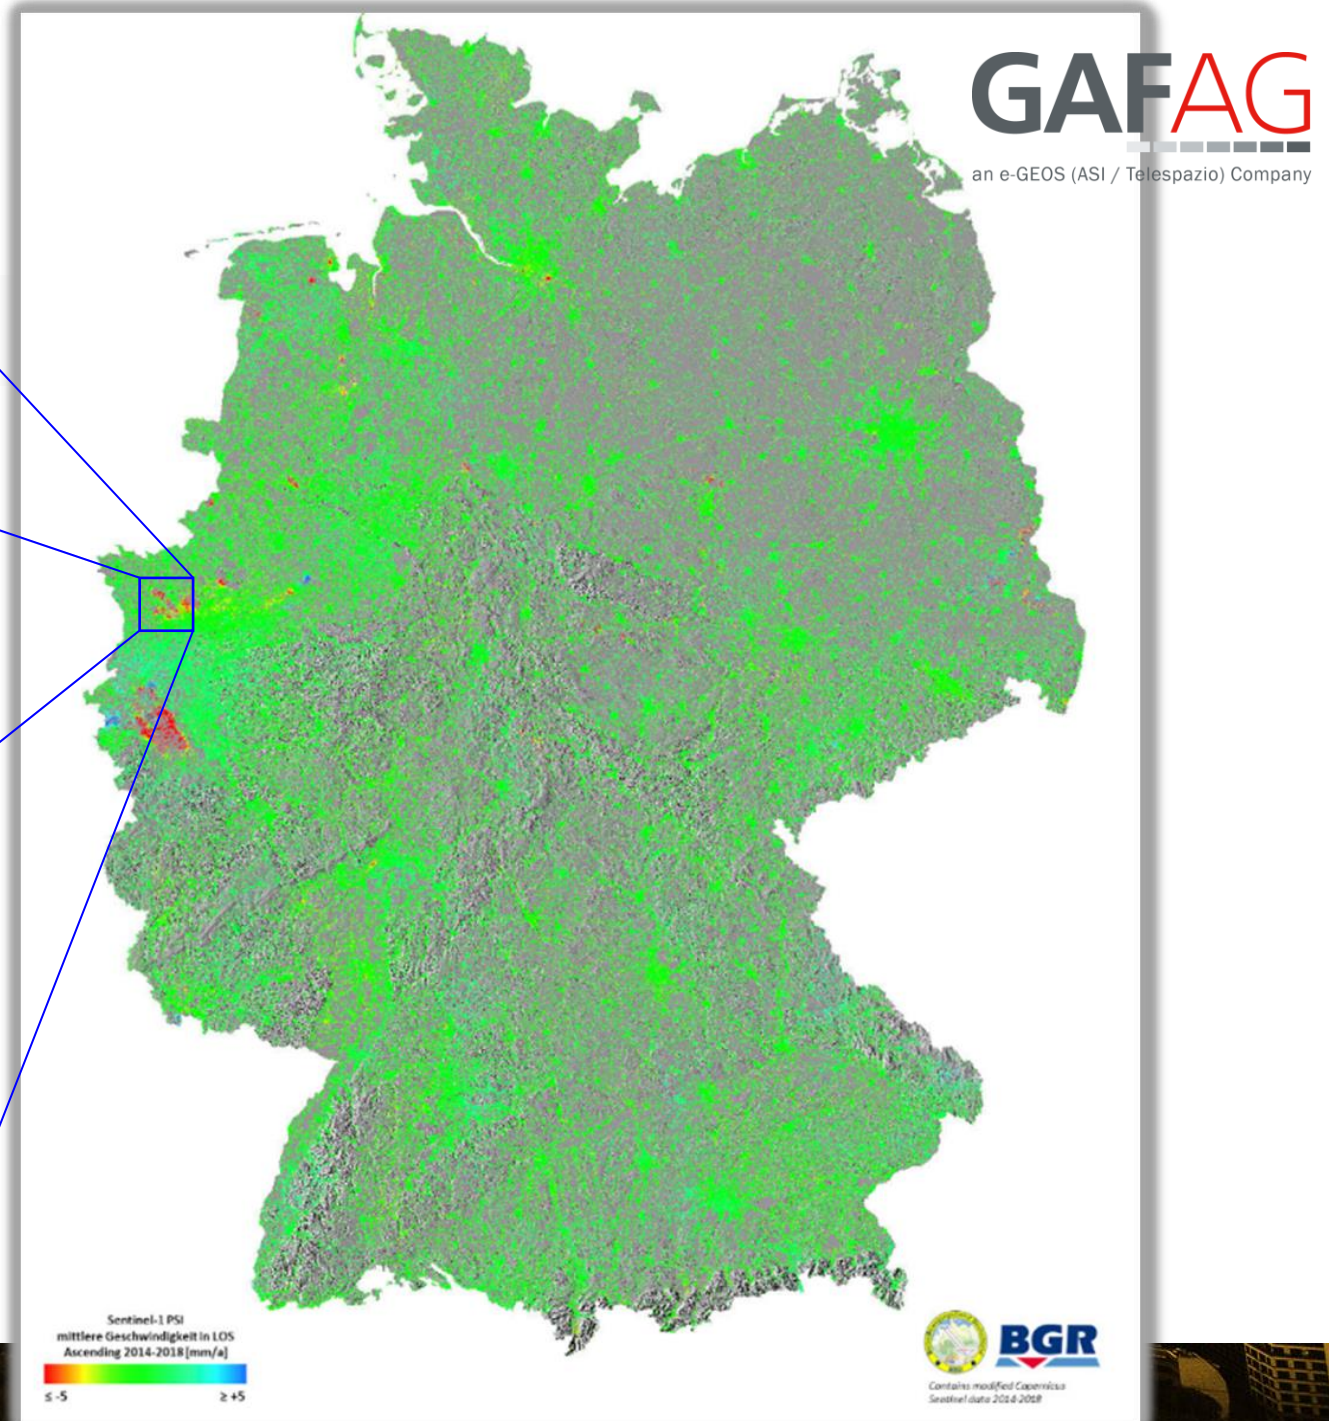 GAFAG
an e-GEOS (ASI / Telespazio) Company
Sentinel-1 PSI
mittlere Geschwindigkeit in LOS
Ascending 2014-2018 [mm/a]
≤ -5 ≥ +5
BGR
Contains modified Copernicus
Sentinel data 2014-2018